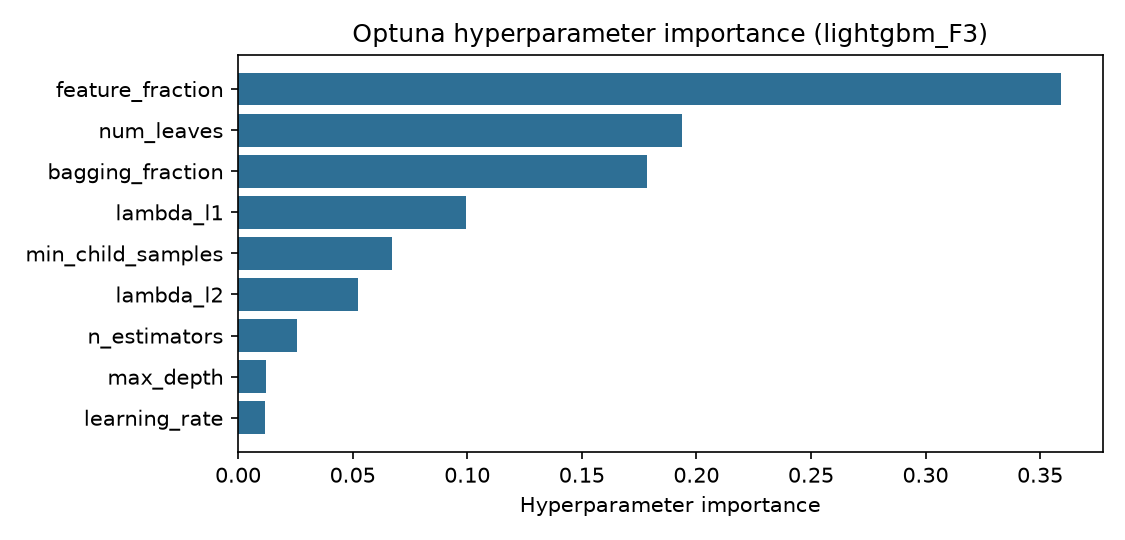 Optuna hyperparameter importance (lightgbm_F3)
feature_fraction
num_leaves
bagging_fraction
lambda_l1
min_child_samples
lambda_l2
n_estimators
max_depth
learning_rate
0.00 0.05 0.10 0.15 0.20 0.25 0.30 0.35
Hyperparameter importance